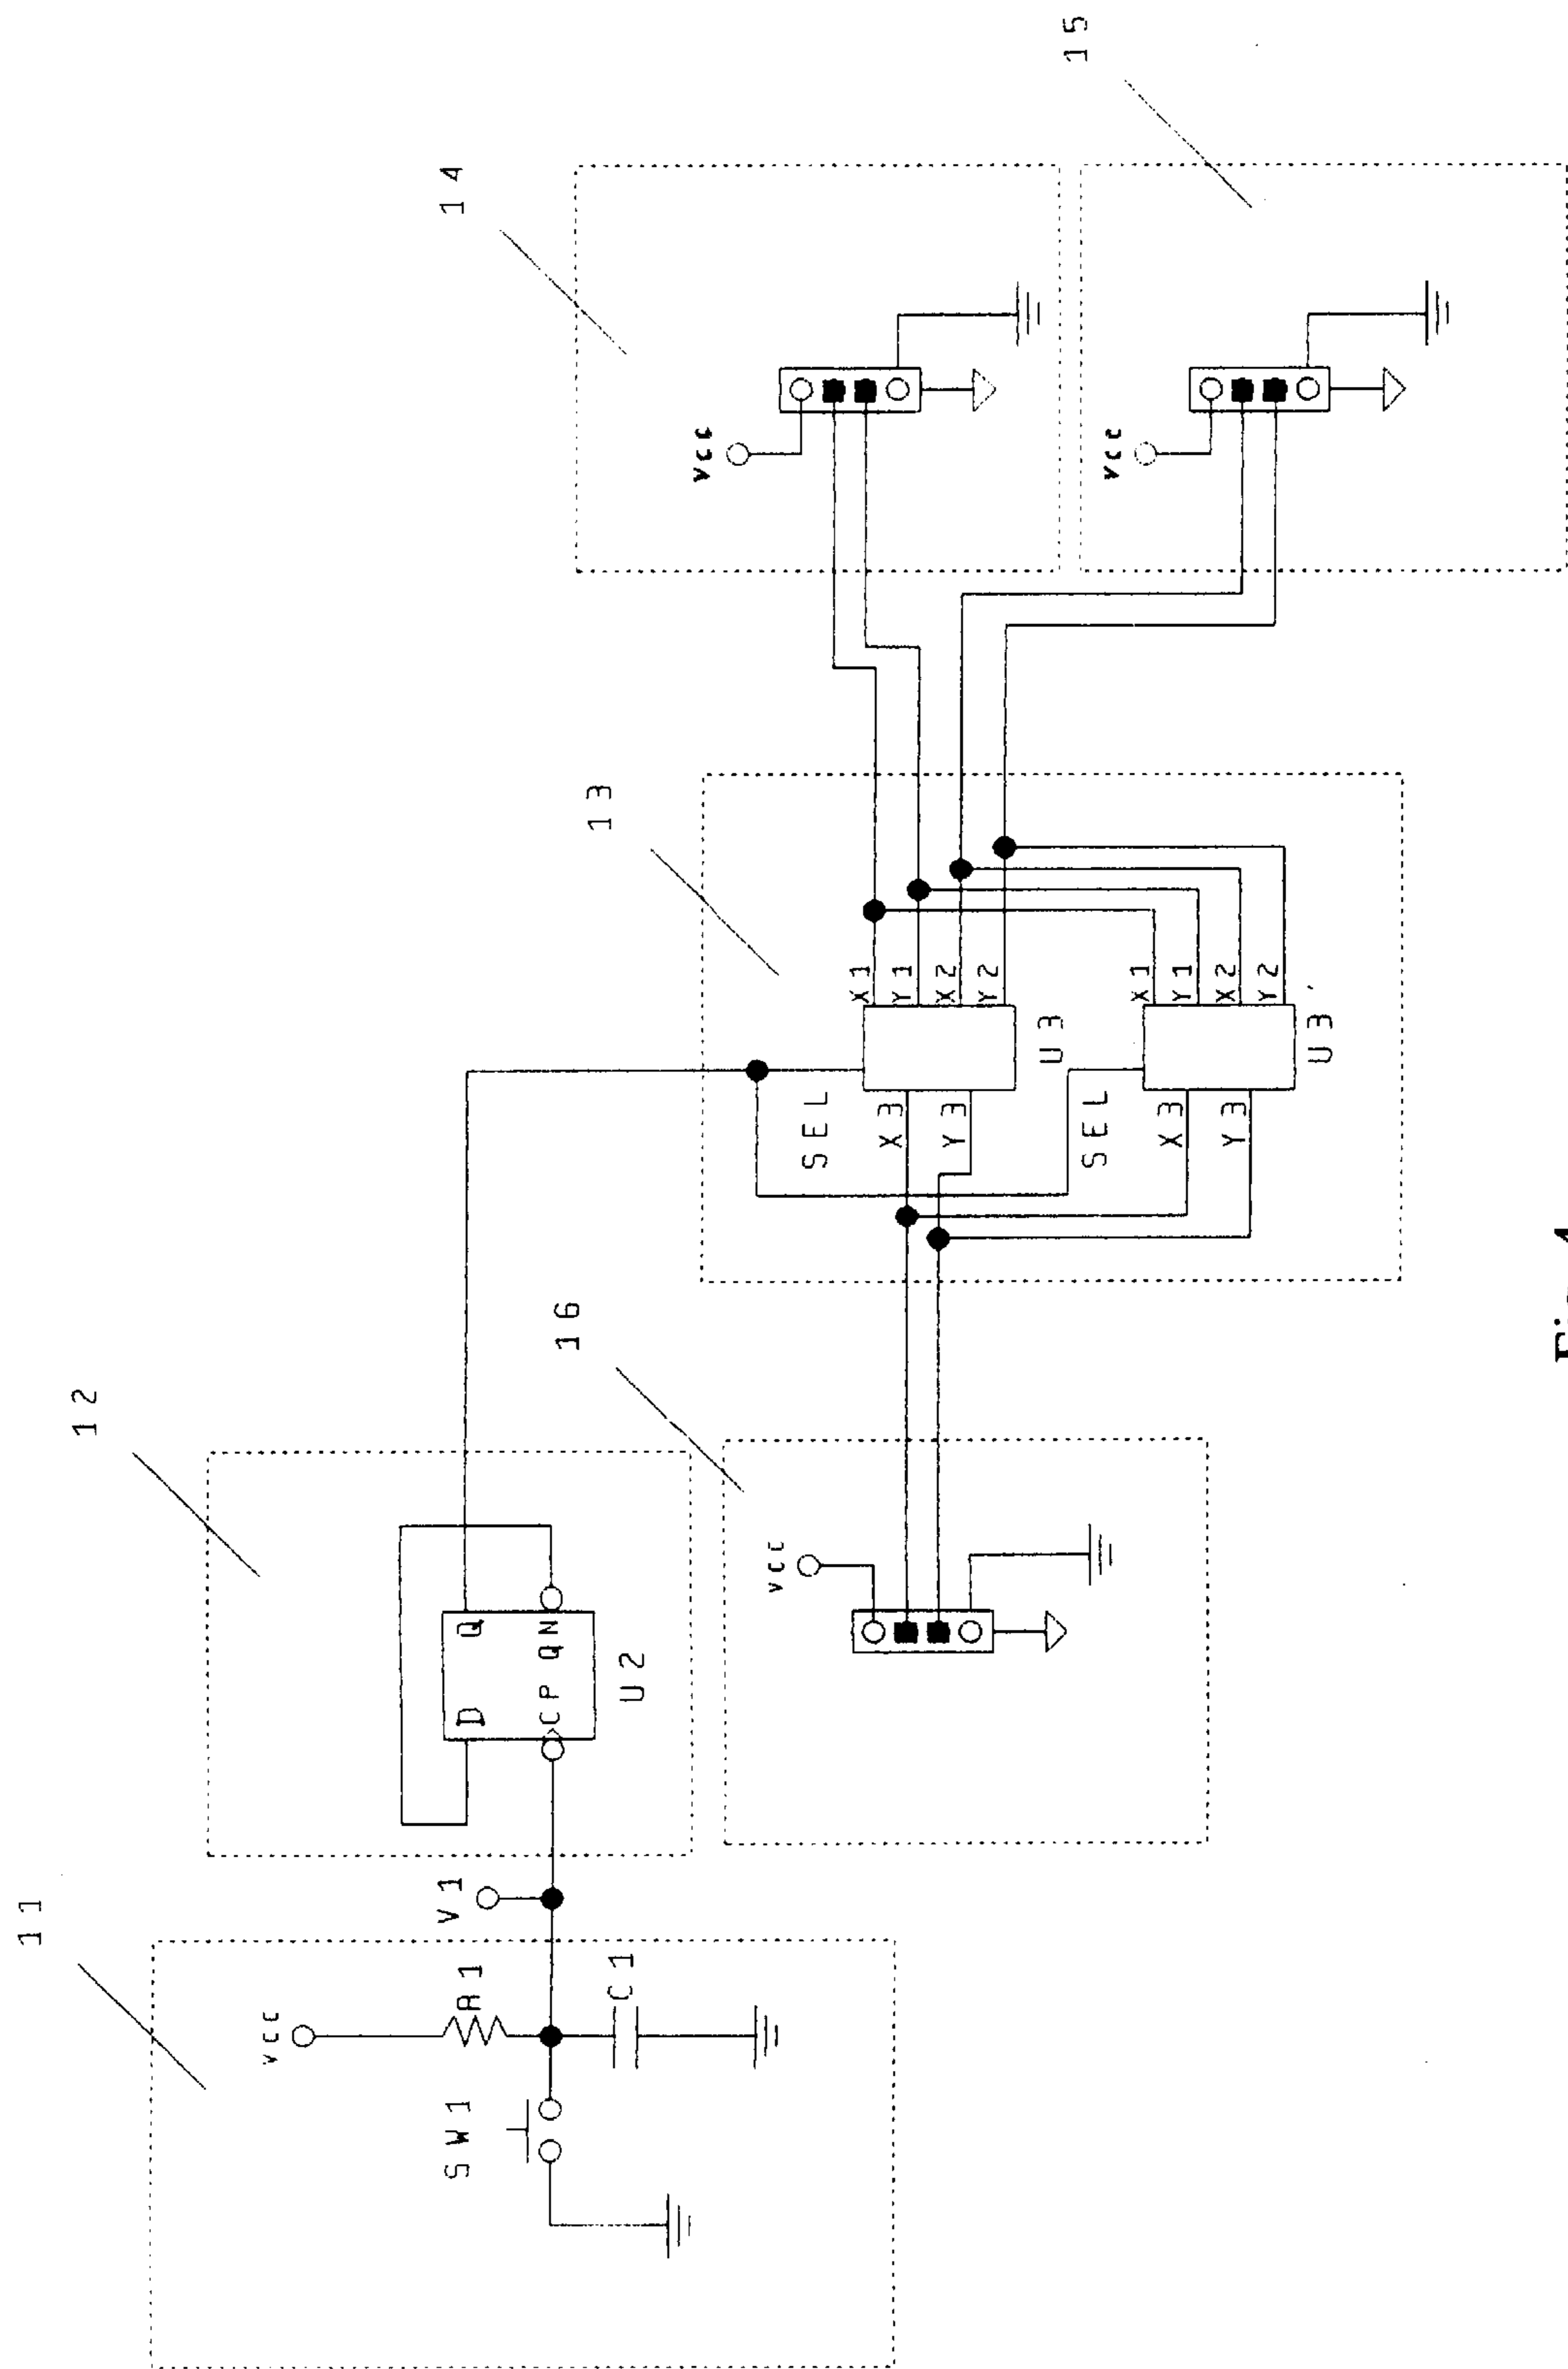 11
12
vcc
SW1
R1
V1
C1
D
Q
CP
QN
U2
14
16
13
vcc
vcc
SEL
X3
Y3
X1
Y1
X2
Y2
U3
15
vcc
SEL
X3
Y3
X1
Y1
X2
Y2
U3